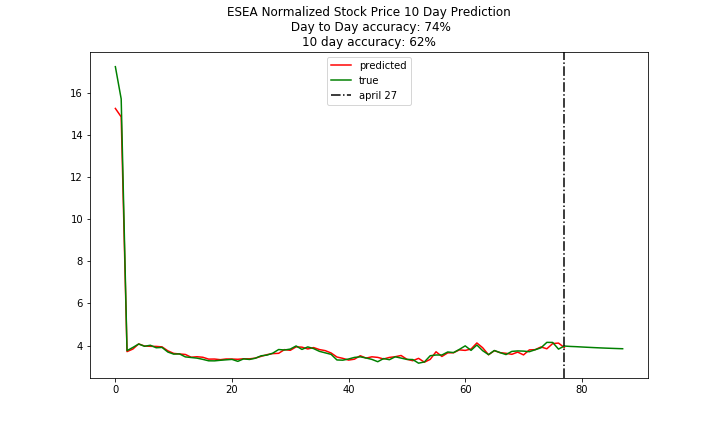 ESEA Normalized Stock Price 10 Day Prediction
Day to Day accuracy: 74%
10 day accuracy: 62%
predicted
true
april 27
16
14
12
10
8
6
4
0
20
40
60
80